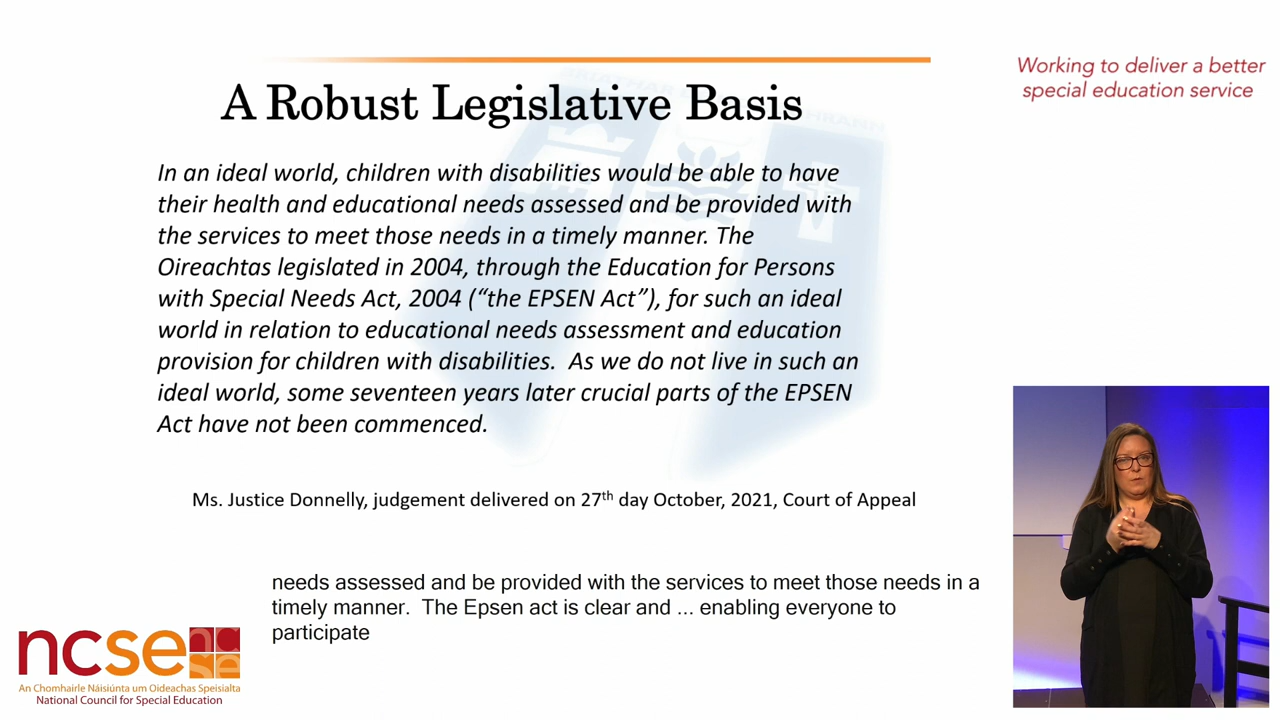 A Robust Legislative Basis
Working to deliver a better
special education service
In an ideal world, children with disabilities would be able to have
their health and educational needs assessed and be provided with
the services to meet those needs in a timely manner. The
Oireachtas legislated in 2004, through the Education for Persons
with Special Needs Act, 2004 (“the EPSEN Act”), for such an ideal
world in relation to educational needs assessment and education
provision for children with disabilities.  As we do not live in such an
ideal world, some seventeen years later crucial parts of the EPSEN
Act have not been commenced.
Ms. Justice Donnelly, judgement delivered on 27th day October, 2021, Court of Appeal
needs assessed and be provided with the services to meet those needs in a
timely manner.  The Epsen act is clear and ... enabling everyone to
participate
ncse
nc
se
An Chomhairle Náisiúnta um Oideachas Speisialta
National Council for Special Education